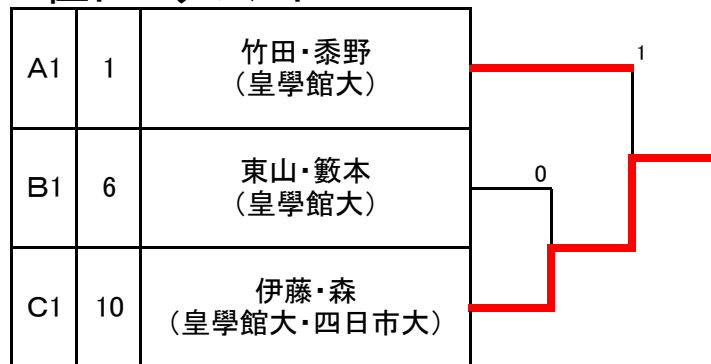 A1 1 竹田・黍野
（皇學館大）
1
B1 6 東山・籔本
（皇學館大）
0
C1 10 伊藤・森
（皇學館大・四日市大）